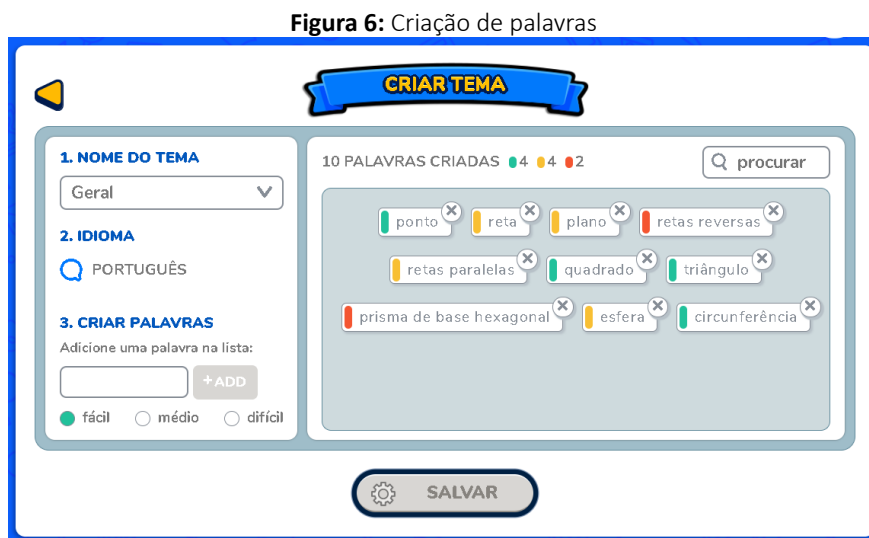 Figura 6: Criação de palavras
CRIAR TEMA
1. NOME DO TEMA
Geral
2. IDIOMA
PORTUGUÊS
3. CRIAR PALAVRAS
Adicione uma palavra na lista:
+ADD
fácil médio difícil
10 PALAVRAS CRIADAS 4 4 2
procurar
ponto reta plano retas reversas
retas paralelas quadrado triângulo
prisma de base hexagonal esfera circunferência
SALVAR